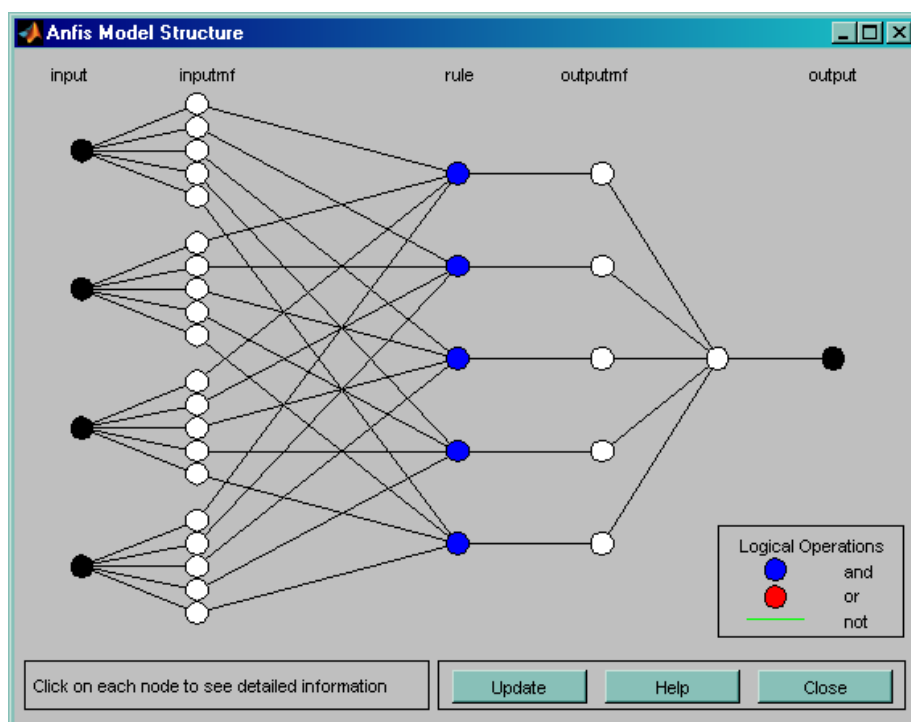 Anfis Model Structure
input inputmf rule outputmf output
Logical Operations
and
or
not
Click on each node to see detailed information
Update Help Close